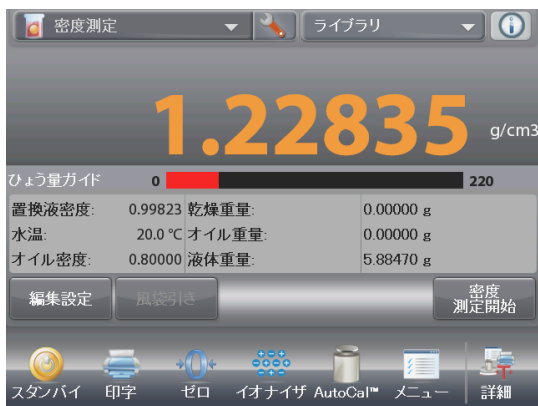 密度測定 ライブラリ
1.22835 g/cm3
ひょう量ガイド 0 220
置換液密度: 0.99823 乾燥重量: 0.00000 g
水温: 20.0 ℃ オイル重量: 0.00000 g
オイル密度: 0.80000 液体重量: 5.88470 g
編集設定 風袋引き 密度
測定開始
スタンバイ 印字 ゼロ イオナイザ AutoCal™ メニュー 詳細